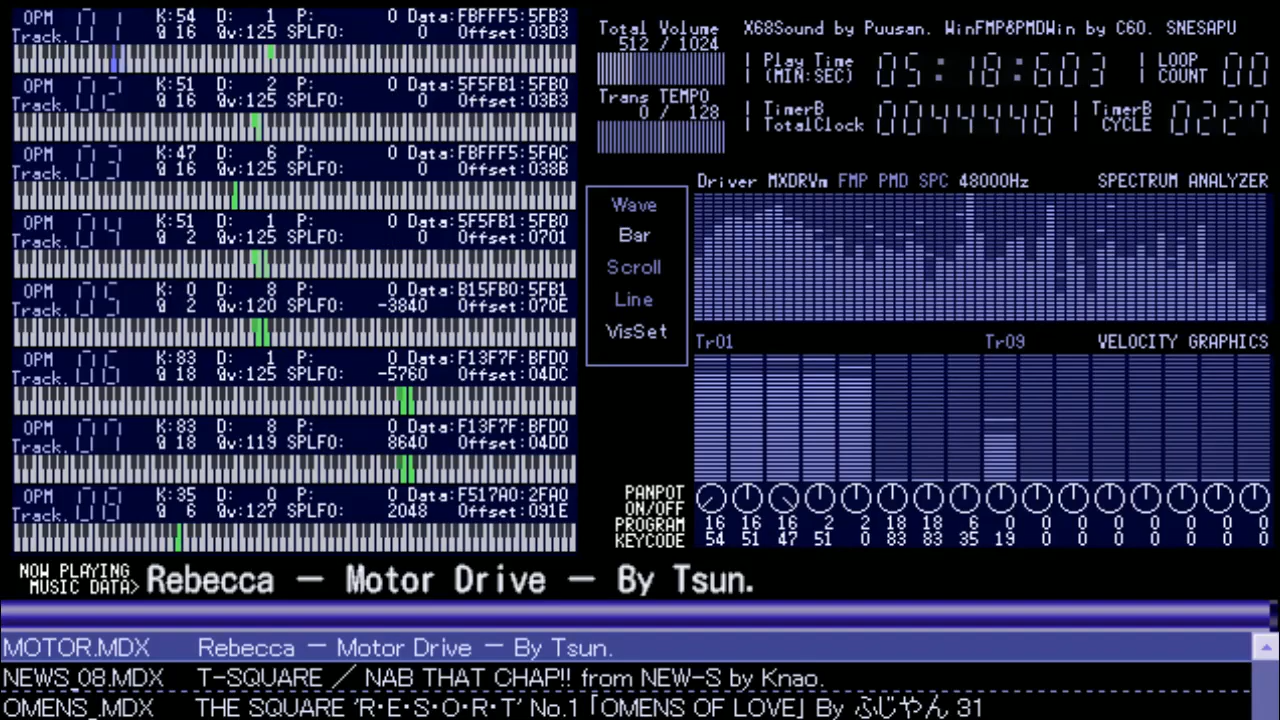 OPM Track. 01 K:54 D: 1 P: 0 Data:FBFFF5:5FB3
@ 16 @v:125 SPLFO: 0 Offset:03D3
OPM Track. 02 K:51 D: 2 P: 0 Data:5F5FB1:5FB0
@ 16 @v:125 SPLFO: 0 Offset:03B3
OPM Track. 03 K:47 D: 6 P: 0 Data:FBFFF5:5FAC
@ 16 @v:125 SPLFO: 0 Offset:038B
OPM Track. 04 K:51 D: 1 P: 0 Data:5F5FB1:5FB0
@ 2 @v:125 SPLFO: 0 Offset:0701
OPM Track. 05 K: 0 D: 8 P: 0 Data:B15FB0:5FB1
@ 2 @v:120 SPLFO: -3840 Offset:070E
OPM Track. 06 K:83 D: 1 P: 0 Data:F13F7F:BFD0
@ 18 @v:125 SPLFO: -5760 Offset:04DC
OPM Track. 07 K:83 D: 8 P: 0 Data:F13F7F:BFD0
@ 18 @v:119 SPLFO: 8640 Offset:04DD
OPM Track. 08 K:35 D: 0 P: 0 Data:F517A0:2FA0
@ 6 @v:127 SPLFO: 2048 Offset:091E
Total Volume
512 / 1024
Trans TEMPO
0 / 128
X68Sound by Puusan. WinFMP&PMDWin by C60. SNESAPU
Play Time (MIN:SEC) 05:18:603 LOOP COUNT 00
TimerB TotalClock 00444448 TimerB CYCLE 0227
Wave
Bar
Scroll
Line
VisSet
Driver MXDRVm FMP PMD SPC 48000Hz SPECTRUM ANALYZER
Tr01 Tr09 VELOCITY GRAPHICS
PANPOT
ON/OFF
PROGRAM 16 16 16 2 2 18 18 6 0 0 0 0 0 0 0 0
KEYCODE 54 51 47 51 0 83 83 35 19 0 0 0 0 0 0 0
NOW PLAYING MUSIC DATA> Rebecca － Motor Drive － By Tsun.
MOTOR.MDX Rebecca － Motor Drive － By Tsun.
NEWS_08.MDX T-SQUARE ／ NAB THAT CHAP!! from NEW-S by Knao.
OMENS_.MDX THE SQUARE 'R･E･S･O･R･T' No.1 ｢OMENS OF LOVE｣ By ふじやん 31